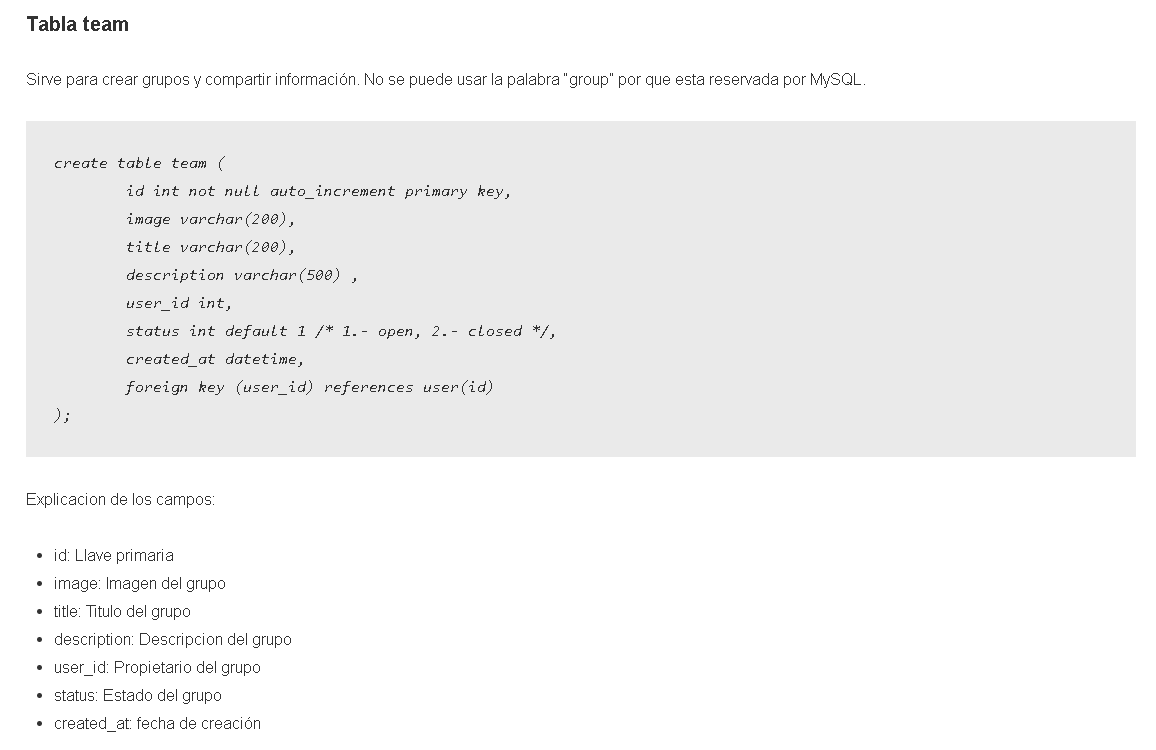 Tabla team
Sirve para crear grupos y compartir información. No se puede usar la palabra “group” por que esta reservada por MySQL.
create table team (
id int not null auto_increment primary key,
image varchar(200),
title varchar(200),
description varchar(500) ,
user_id int,
status int default 1 /* 1.- open, 2.- closed */,
created_at datetime,
foreign key (user_id) references user(id)
);
Explicacion de los campos:
• id: Llave primaria
• image: Imagen del grupo
• title: Titulo del grupo
• description: Descripcion del grupo
• user_id: Propietario del grupo
• status: Estado del grupo
• created_at: fecha de creación